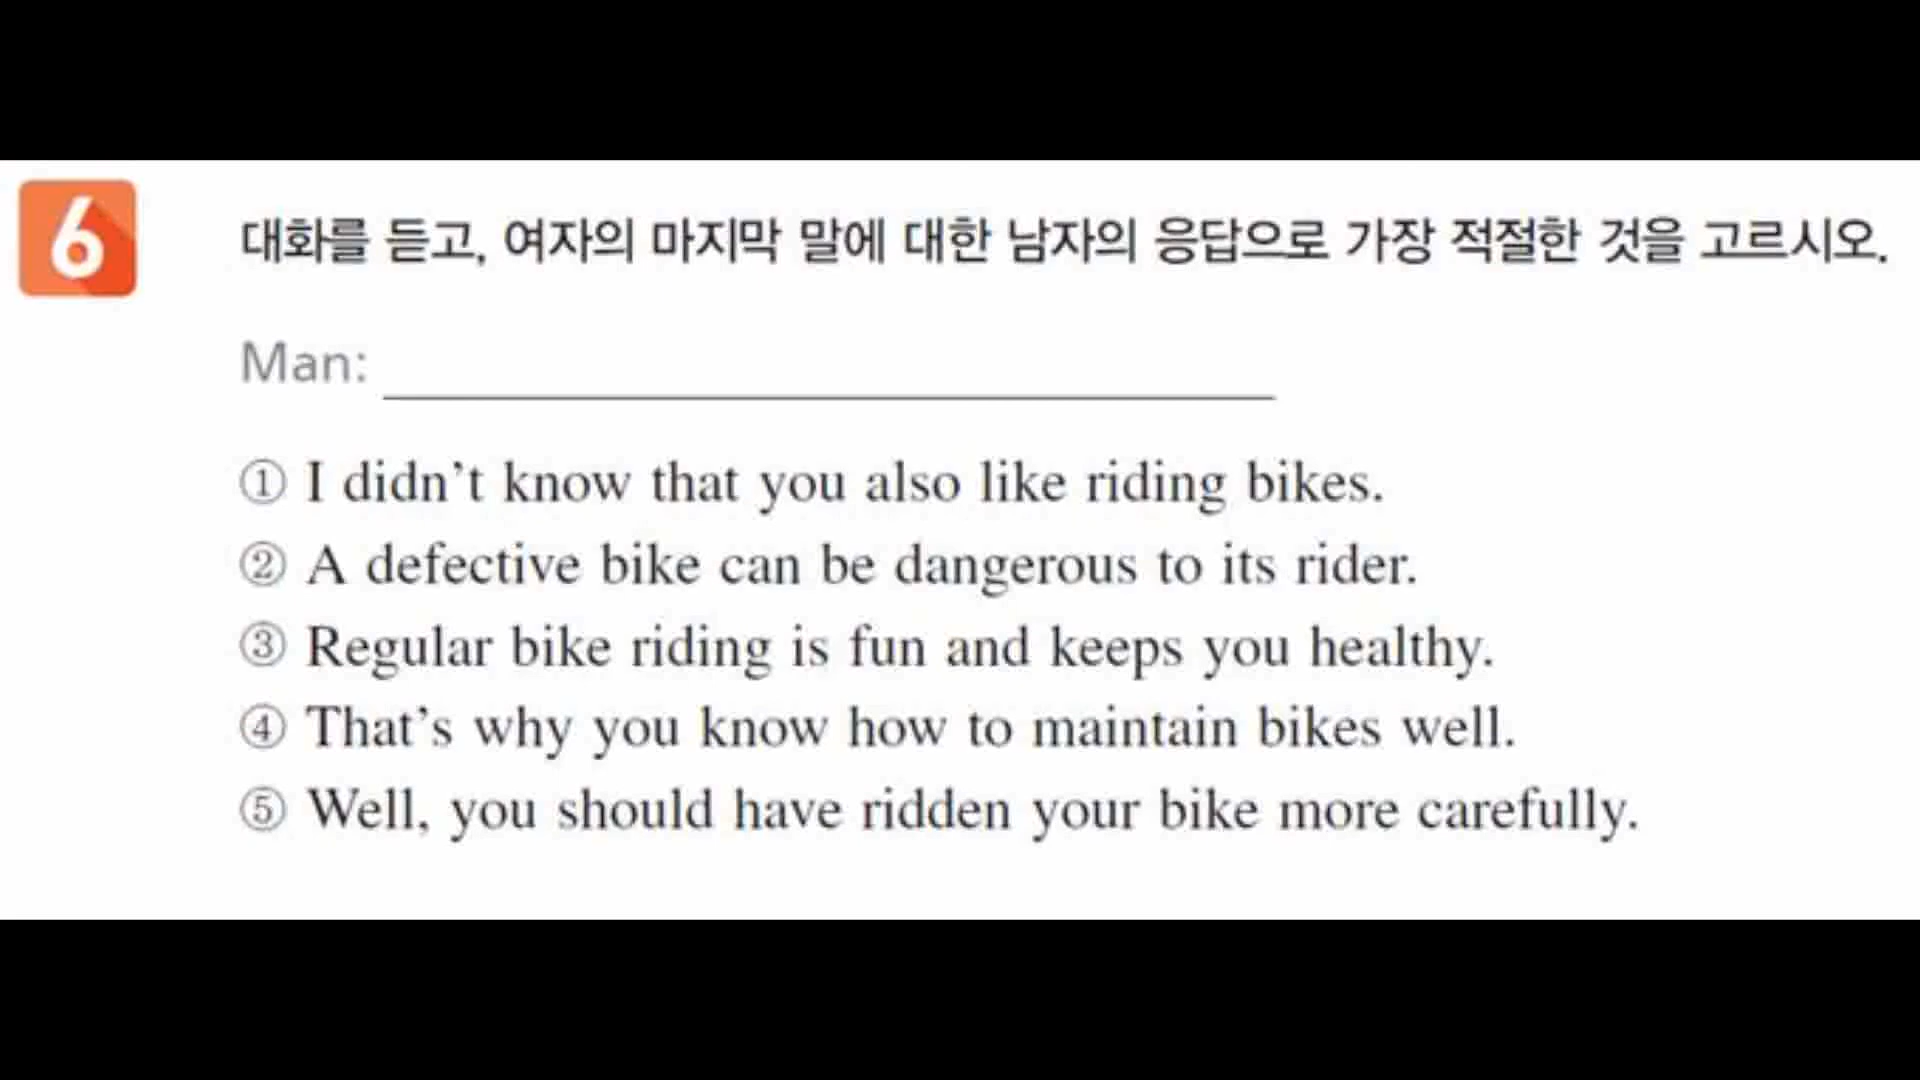 6
대화를 듣고, 여자의 마지막 말에 대한 남자의 응답으로 가장 적절한 것을 고르시오.
Man:
① I didn't know that you also like riding bikes.
② A defective bike can be dangerous to its rider.
③ Regular bike riding is fun and keeps you healthy.
④ That's why you know how to maintain bikes well.
⑤ Well, you should have ridden your bike more carefully.